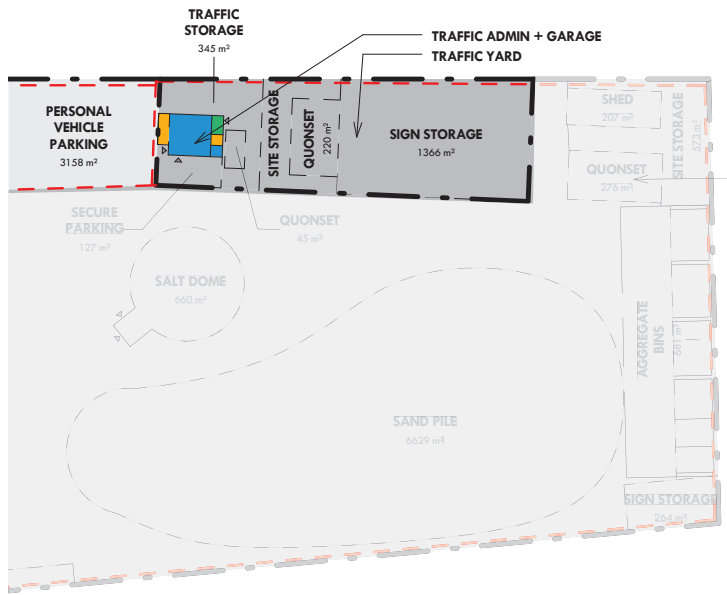 TRAFFIC
STORAGE
345 m²
TRAFFIC ADMIN + GARAGE
TRAFFIC YARD
PERSONAL
VEHICLE
PARKING
3158 m²
SITE STORAGE
QUONSET
220 m²
SIGN STORAGE
1366 m²
SHED
207 m²
SITE STORAGE
573 m²
QUONSET
276 m²
SECURE
PARKING
127 m²
QUONSET
45 m²
SALT DOME
660 m²
AGGREGATE
BINS
681 m²
SAND PILE
6629 m²
SIGN STORAGE
264 m²